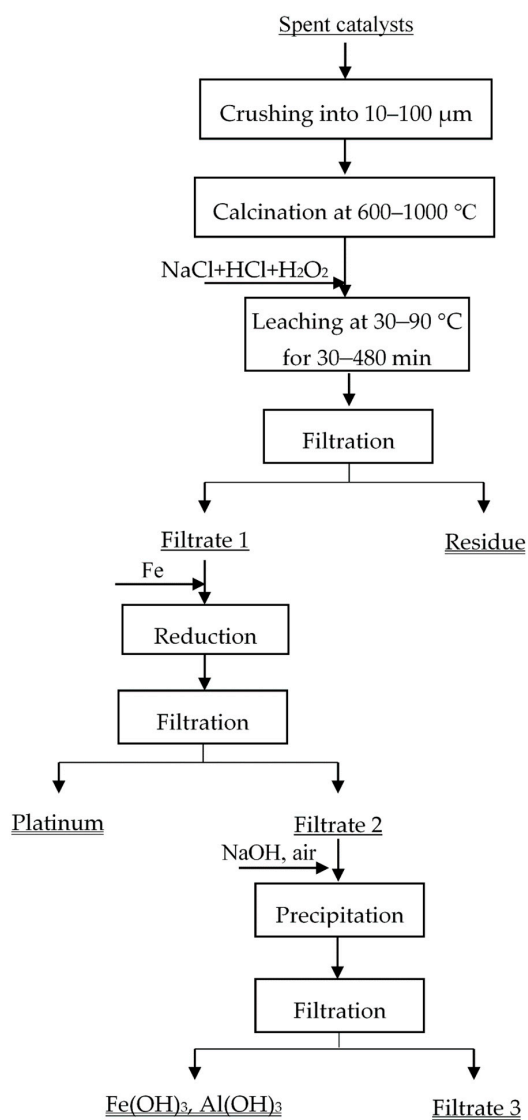 Spent catalysts
Crushing into 10–100 μm
Calcination at 600–1000 °C
NaCl+HCl+H₂O₂
Leaching at 30–90 °C
for 30–480 min
Filtration
Filtrate 1
Residue
Fe
Reduction
Filtration
Platinum
Filtrate 2
NaOH, air
Precipitation
Filtration
Fe(OH)₃, Al(OH)₃
Filtrate 3